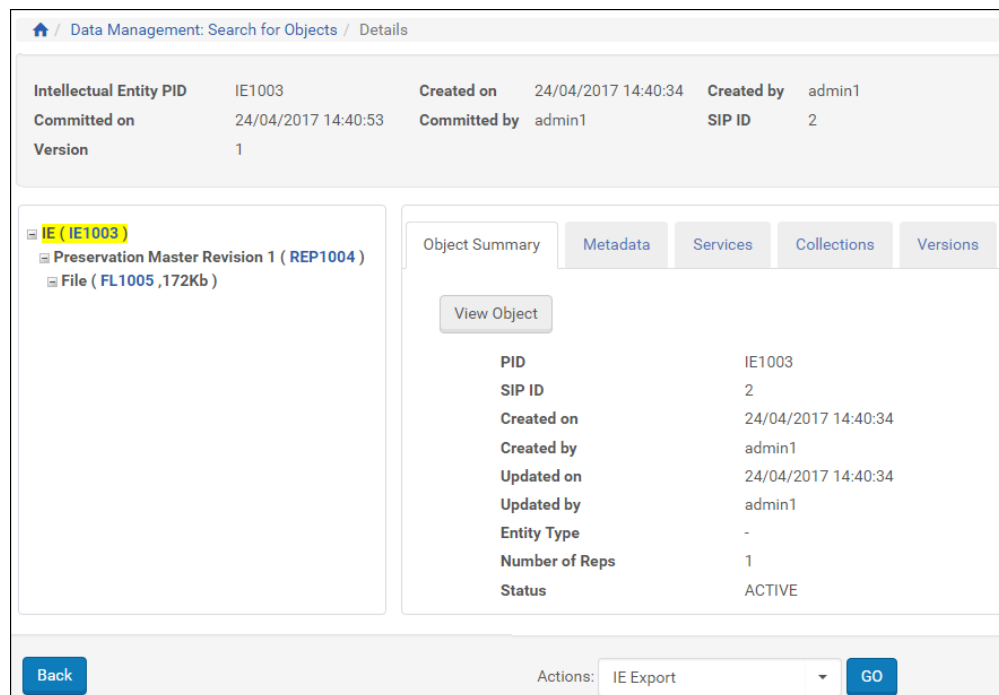 / Data Management: Search for Objects / Details
Intellectual Entity PID IE1003 Created on 24/04/2017 14:40:34 Created by admin1
Committed on 24/04/2017 14:40:53 Committed by admin1 SIP ID 2
Version 1
IE ( IE1003 )
Preservation Master Revision 1 ( REP1004 )
File ( FL1005 ,172Kb )
Object Summary Metadata Services Collections Versions
View Object
PID IE1003
SIP ID 2
Created on 24/04/2017 14:40:34
Created by admin1
Updated on 24/04/2017 14:40:34
Updated by admin1
Entity Type -
Number of Reps 1
Status ACTIVE
Back Actions: IE Export GO